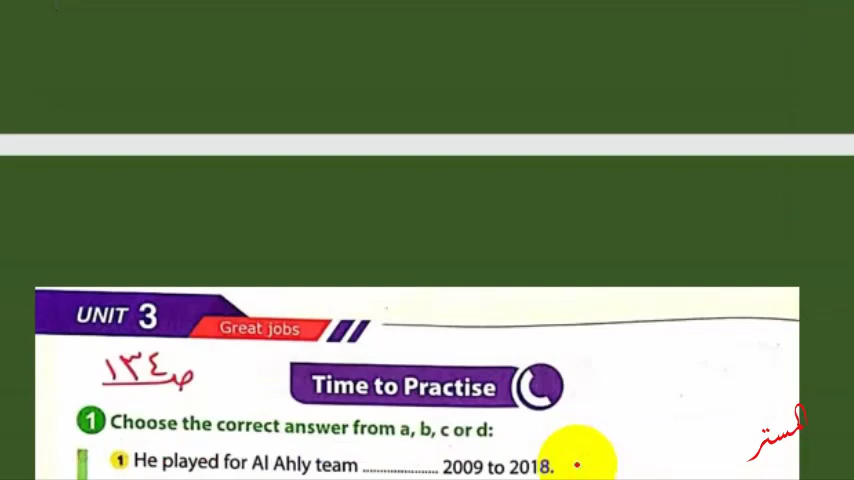 UNIT 3
Great jobs
ص ١٣٤
Time to Practise
1 Choose the correct answer from a, b, c or d:
1 He played for Al Ahly team .................... 2009 to 2018.
المستر